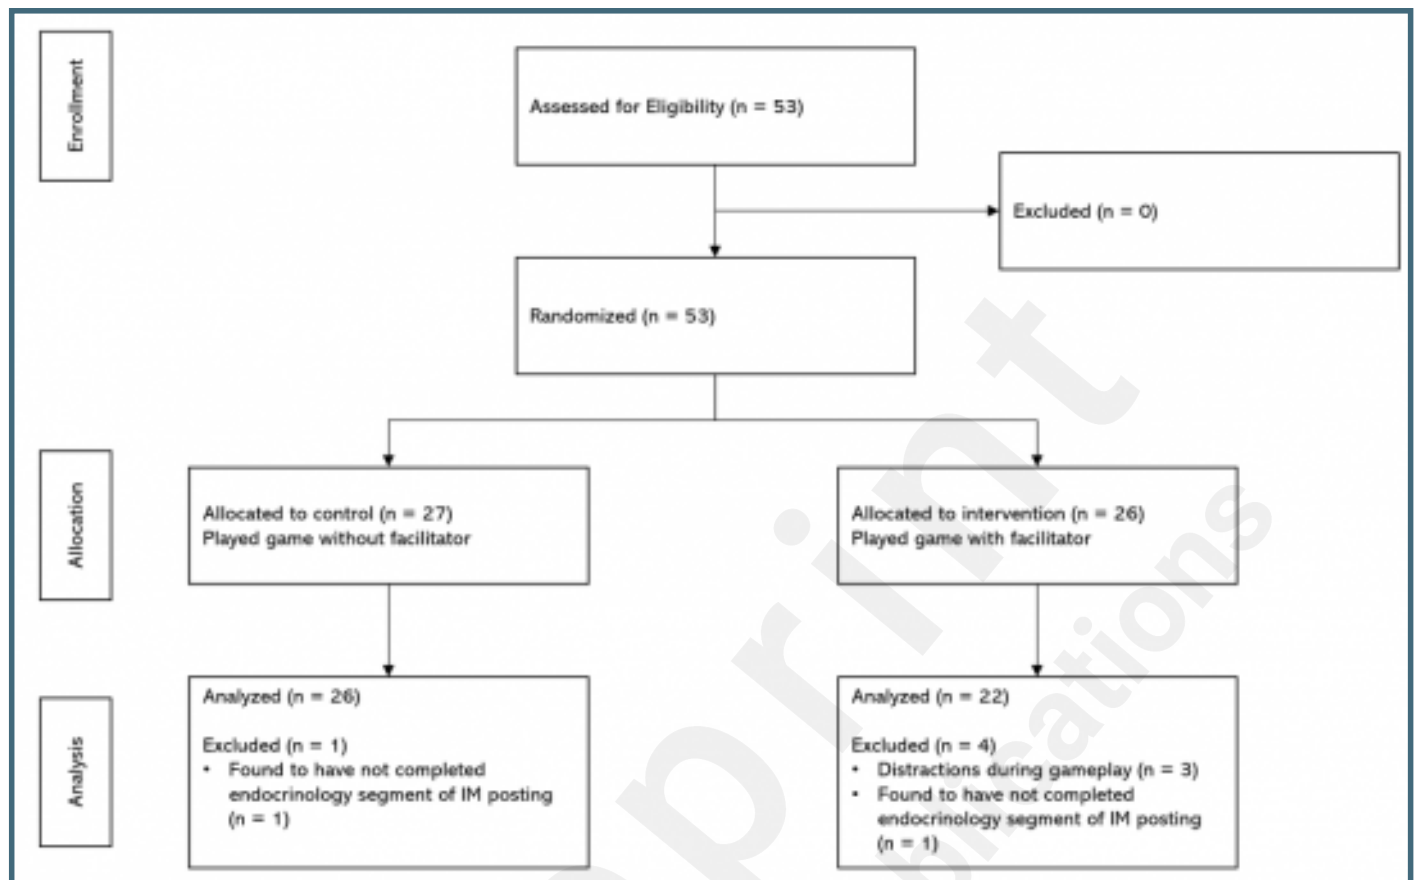 Enrollment
Assessed for Eligibility (n = 53)
Excluded (n = 0)
Randomized (n = 53)
Allocation
Allocated to control (n = 27)
Played game without facilitator
Allocated to intervention (n = 26)
Played game with facilitator
Analysis
Analyzed (n = 26)
Excluded (n = 1)
• Found to have not completed
endocrinology segment of IM posting
(n = 1)
Analyzed (n = 22)
Excluded (n = 4)
• Distractions during gameplay (n = 3)
• Found to have not completed
endocrinology segment of IM posting
(n = 1)
print
blications